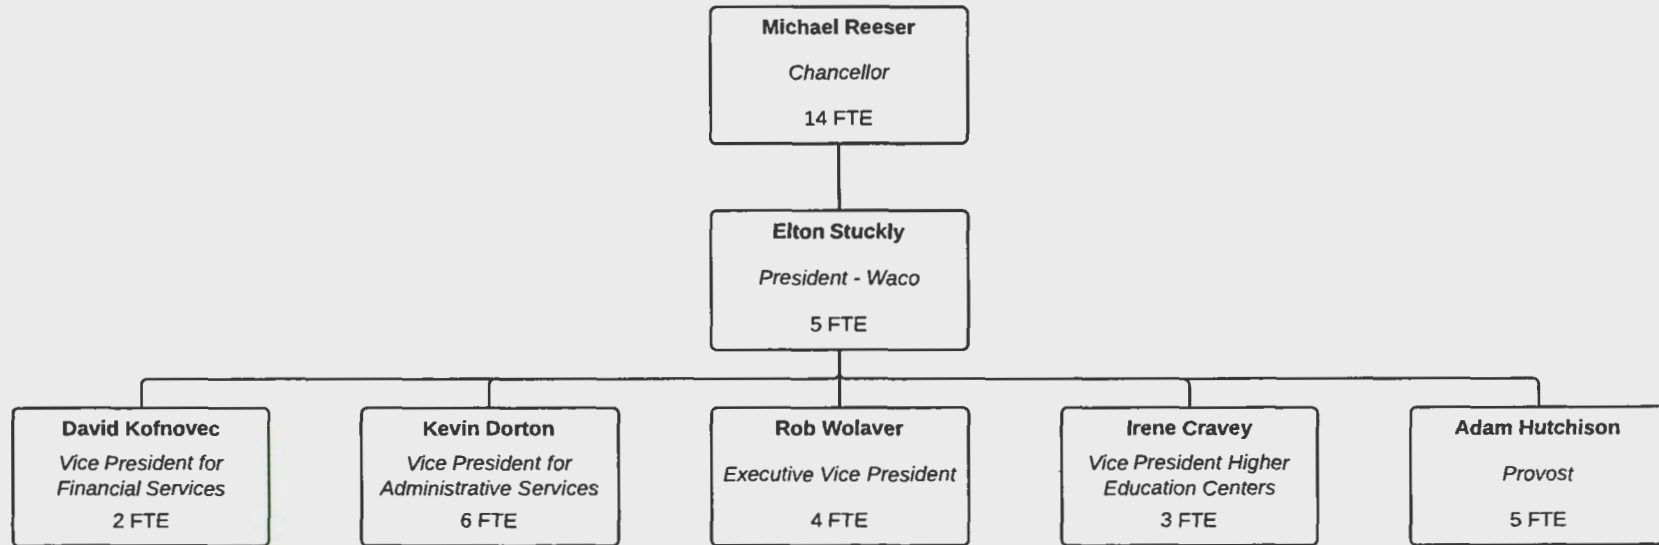 Michael Reeser
Chancellor
14 FTE
Elton Stuckly
President - Waco
5 FTE
David Kofnovec
Vice President for
Financial Services
2 FTE
Kevin Dorton
Vice President for
Administrative Services
6 FTE
Rob Wolaver
Executive Vice President
4 FTE
Irene Cravey
Vice President Higher
Education Centers
3 FTE
Adam Hutchison
Provost
5 FTE